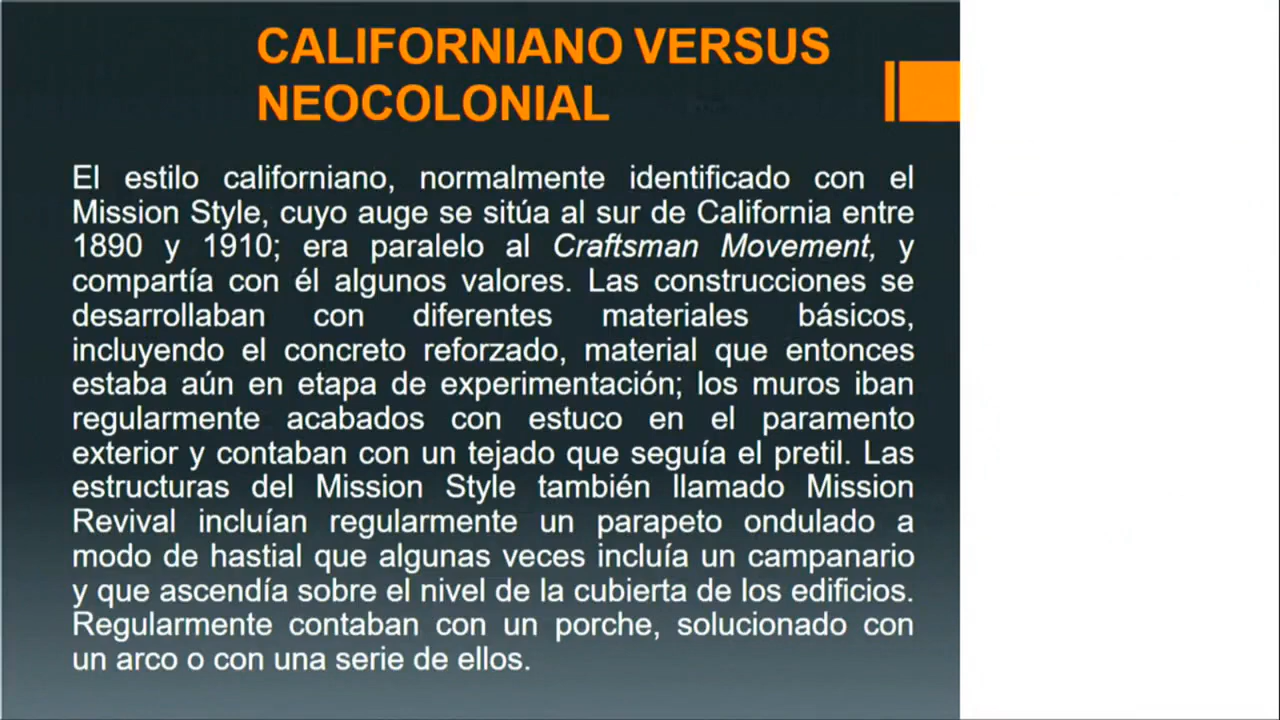 CALIFORNIANO VERSUS
NEOCOLONIAL
El estilo californiano, normalmente identificado con el
Mission Style, cuyo auge se sitúa al sur de California entre
1890 y 1910; era paralelo al Craftsman Movement, y
compartía con él algunos valores. Las construcciones se
desarrollaban con diferentes materiales básicos,
incluyendo el concreto reforzado, material que entonces
estaba aún en etapa de experimentación; los muros iban
regularmente acabados con estuco en el paramento
exterior y contaban con un tejado que seguía el pretil. Las
estructuras del Mission Style también llamado Mission
Revival incluían regularmente un parapeto ondulado a
modo de hastial que algunas veces incluía un campanario
y que ascendía sobre el nivel de la cubierta de los edificios.
Regularmente contaban con un porche, solucionado con
un arco o con una serie de ellos.